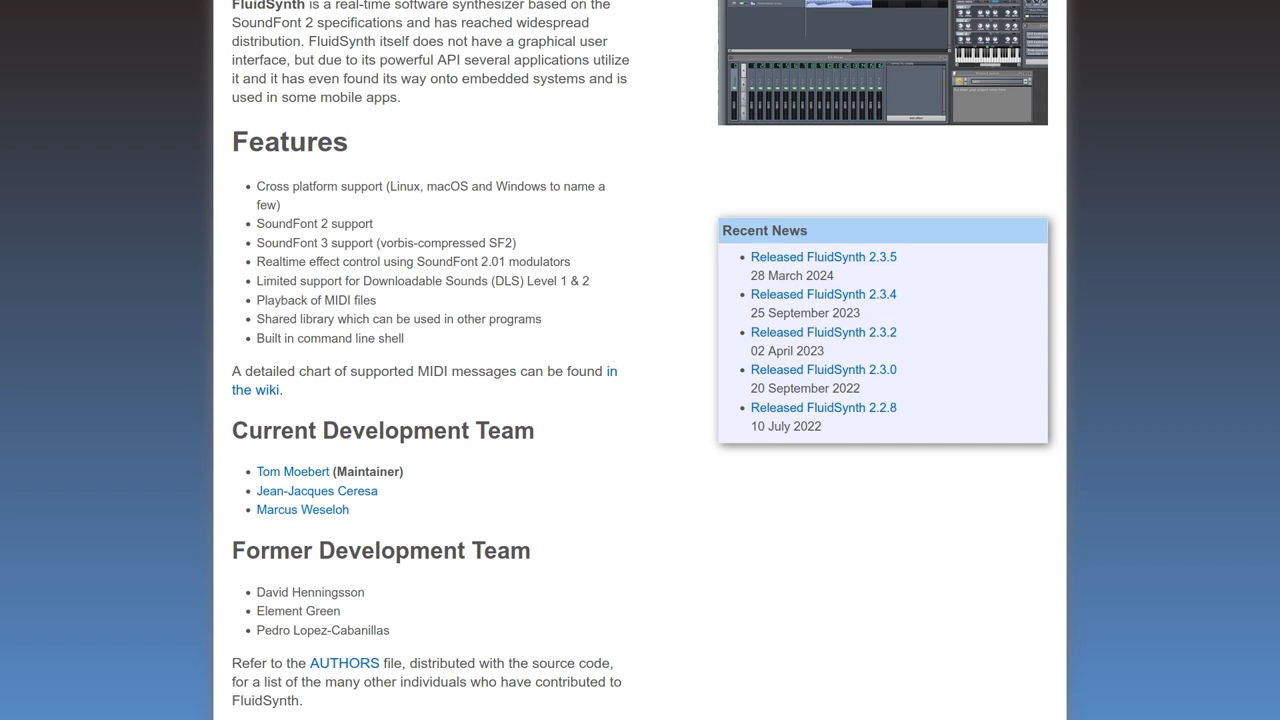 FluidSynth is a real-time software synthesizer based on the
SoundFont 2 specifications and has reached widespread
distribution. FluidSynth itself does not have a graphical user
interface, but due to its powerful API several applications utilize
it and it has even found its way onto embedded systems and is
used in some mobile apps.
Features
Cross platform support (Linux, macOS and Windows to name a
few)
SoundFont 2 support
SoundFont 3 support (vorbis-compressed SF2)
Realtime effect control using SoundFont 2.01 modulators
Limited support for Downloadable Sounds (DLS) Level 1 & 2
Playback of MIDI files
Shared library which can be used in other programs
Built in command line shell
A detailed chart of supported MIDI messages can be found in
the wiki.
Current Development Team
Tom Moebert (Maintainer)
Jean-Jacques Ceresa
Marcus Weseloh
Former Development Team
David Henningsson
Element Green
Pedro Lopez-Cabanillas
Refer to the AUTHORS file, distributed with the source code,
for a list of the many other individuals who have contributed to
FluidSynth.
Recent News
Released FluidSynth 2.3.5
28 March 2024
Released FluidSynth 2.3.4
25 September 2023
Released FluidSynth 2.3.2
02 April 2023
Released FluidSynth 2.3.0
20 September 2022
Released FluidSynth 2.2.8
10 July 2022